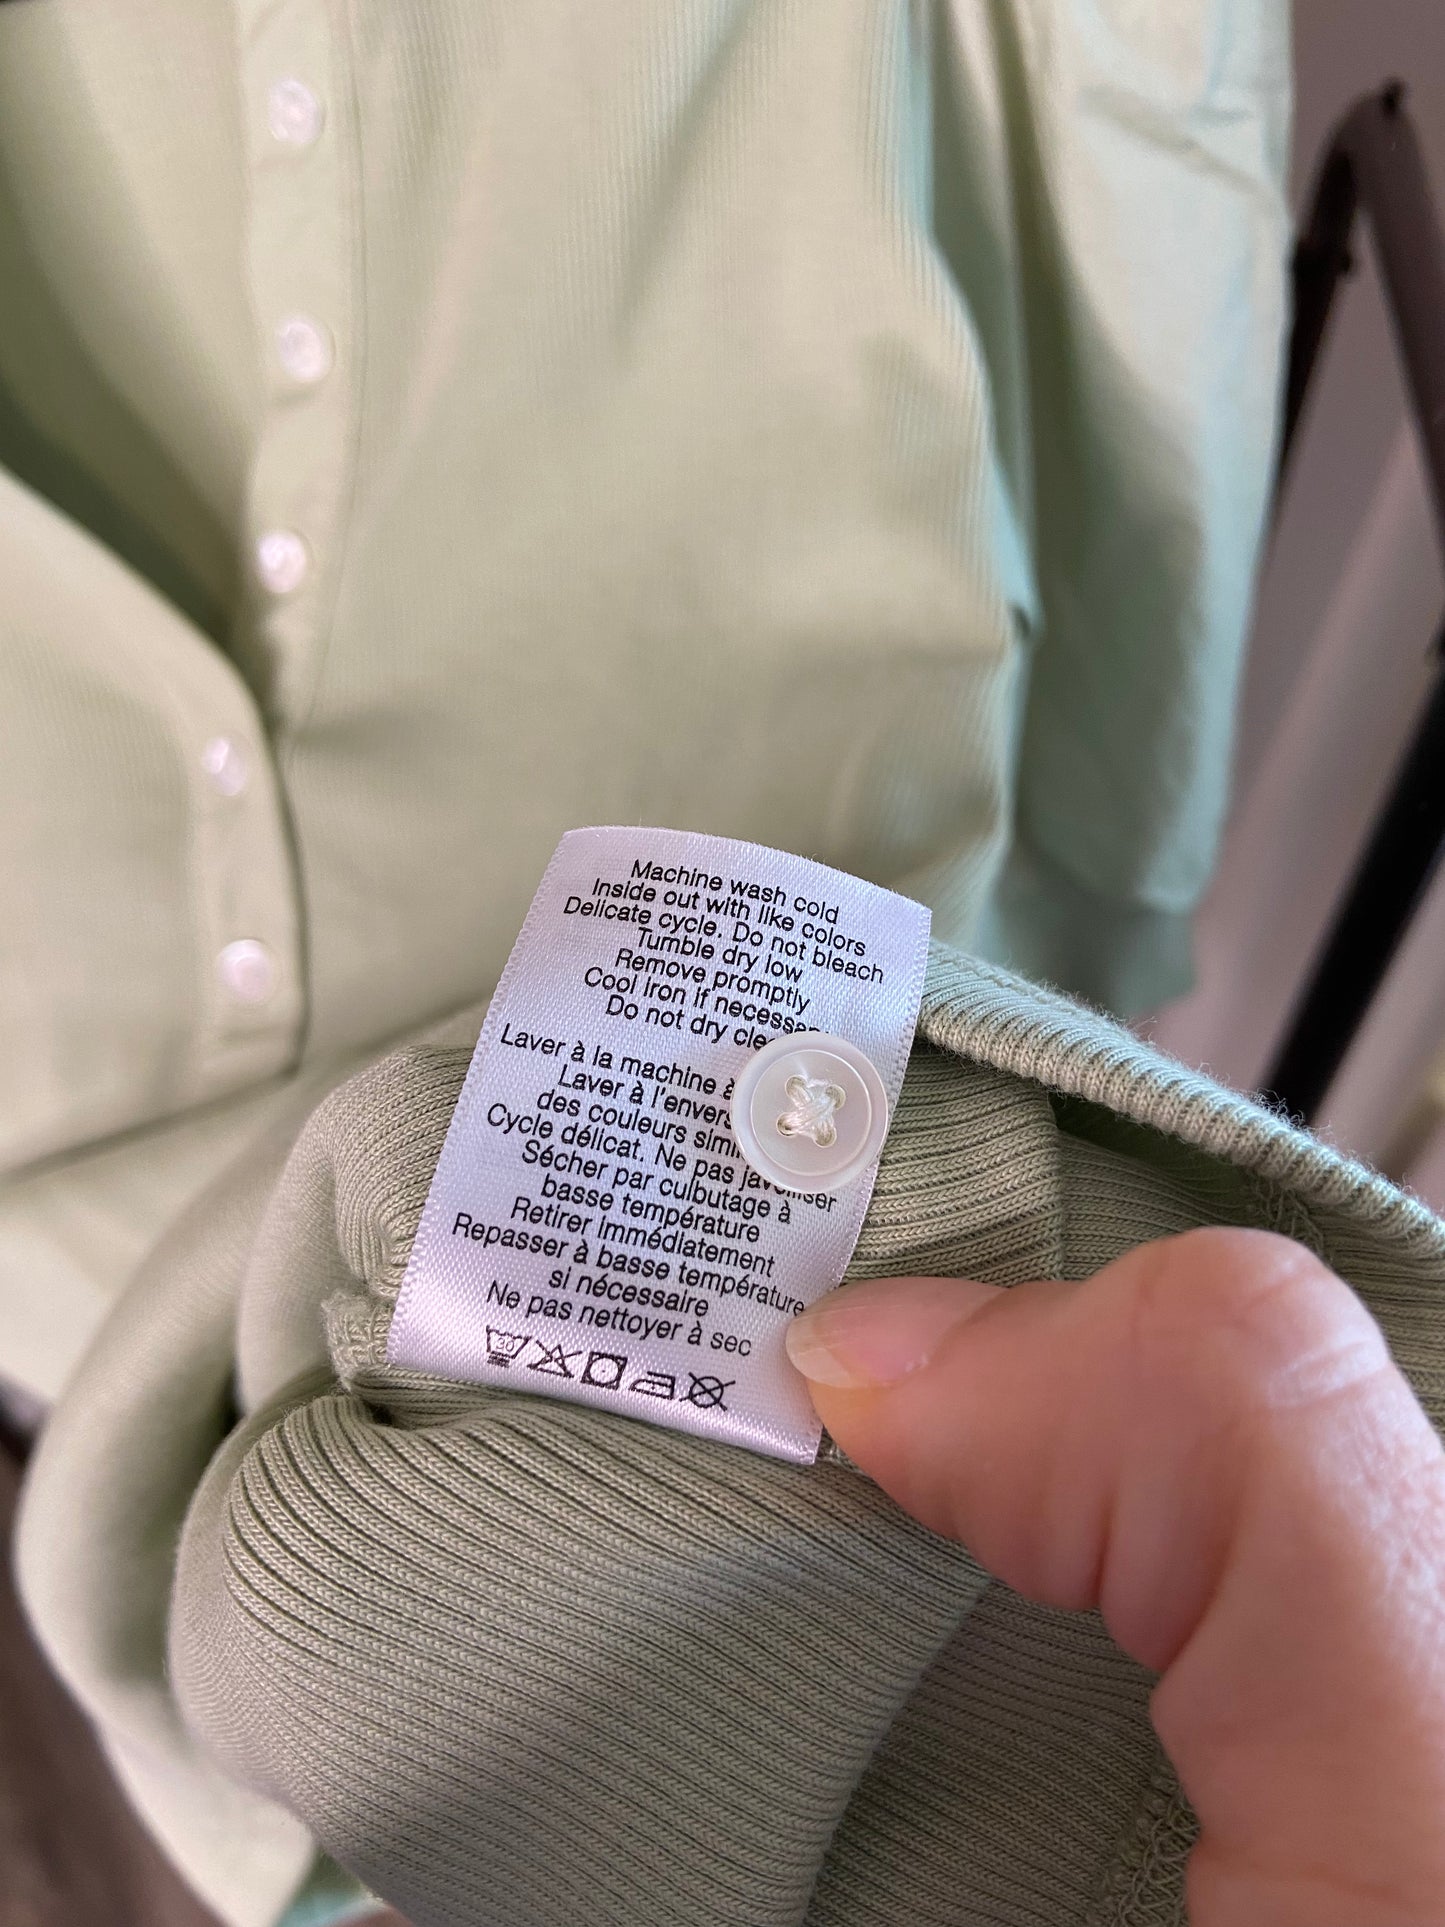 Machine wash cold
Inside out with like colors
Delicate cycle. Do not bleach
Tumble dry low
Remove promptly
Cool iron if
Do not dry
Laver à la machine
Laver à l'envers
des couleurs
Cycle délicat. Ne pas
Sécher par culbutage à
basse température
Retirer immédiatement
Repasser à basse température
si nécessaire
Ne pas nettoyer à sec
30